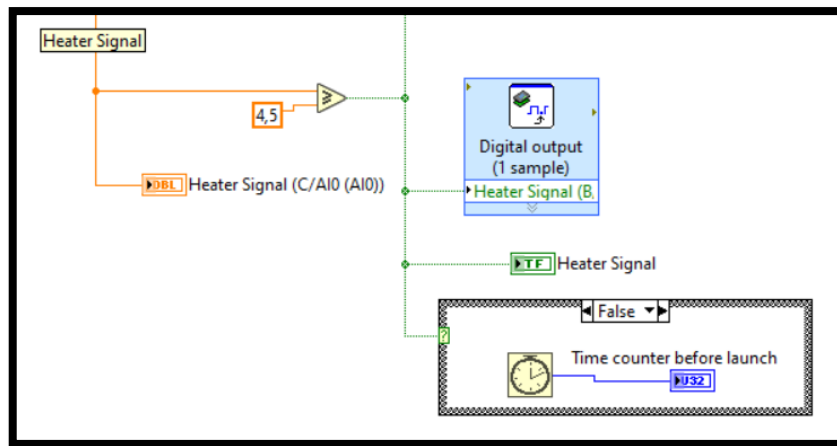 Heater Signal
4,5
DBL
Heater Signal (C/AI0 (AI0))
Digital output
(1 sample)
Heater Signal (B,
TF
Heater Signal
False
?
Time counter before launch
U32